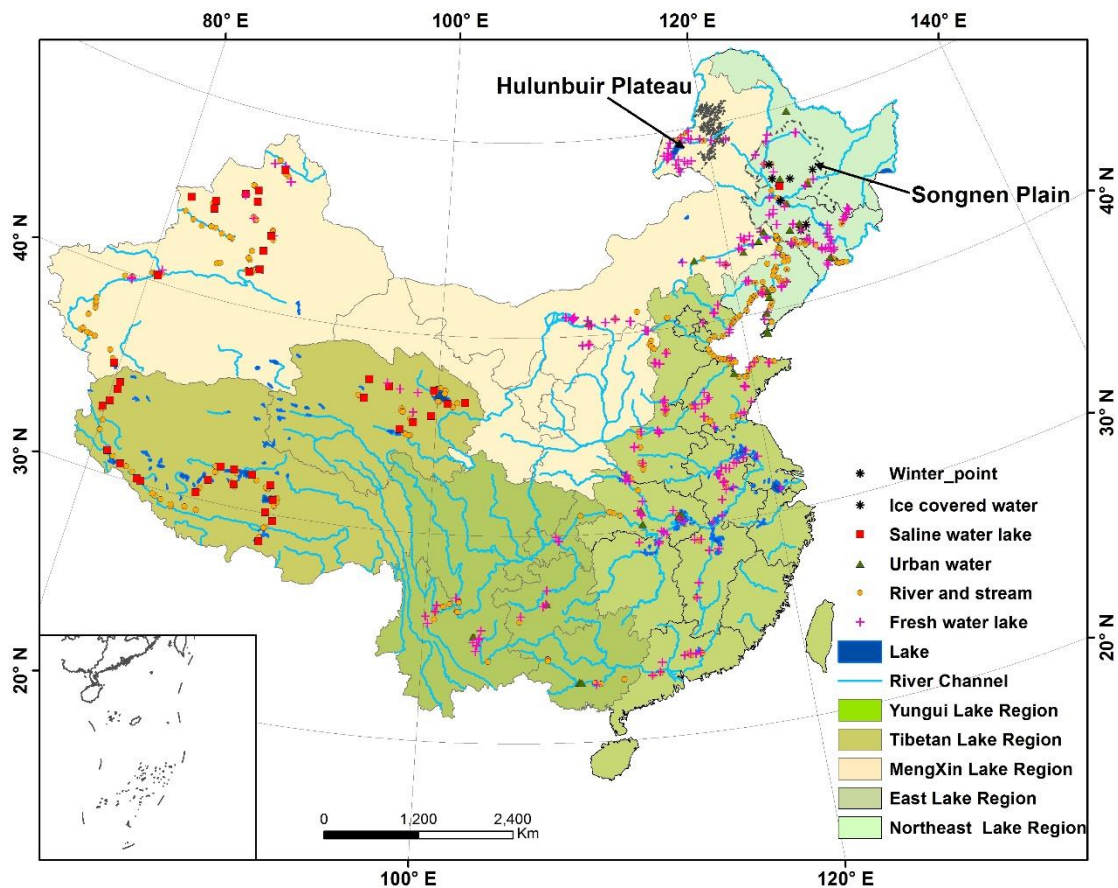 80° E
100° E
120° E
140° E
Hulunbuir Plateau
Songnen Plain
40° N
40° N
30° N
30° N
20° N
20° N
Winter_point
Ice covered water
Saline water lake
Urban water
River and stream
Fresh water lake
Lake
River Channel
Yungui Lake Region
Tibetan Lake Region
MengXin Lake Region
East Lake Region
Northeast Lake Region
0 1,200 2,400
Km
100° E
120° E